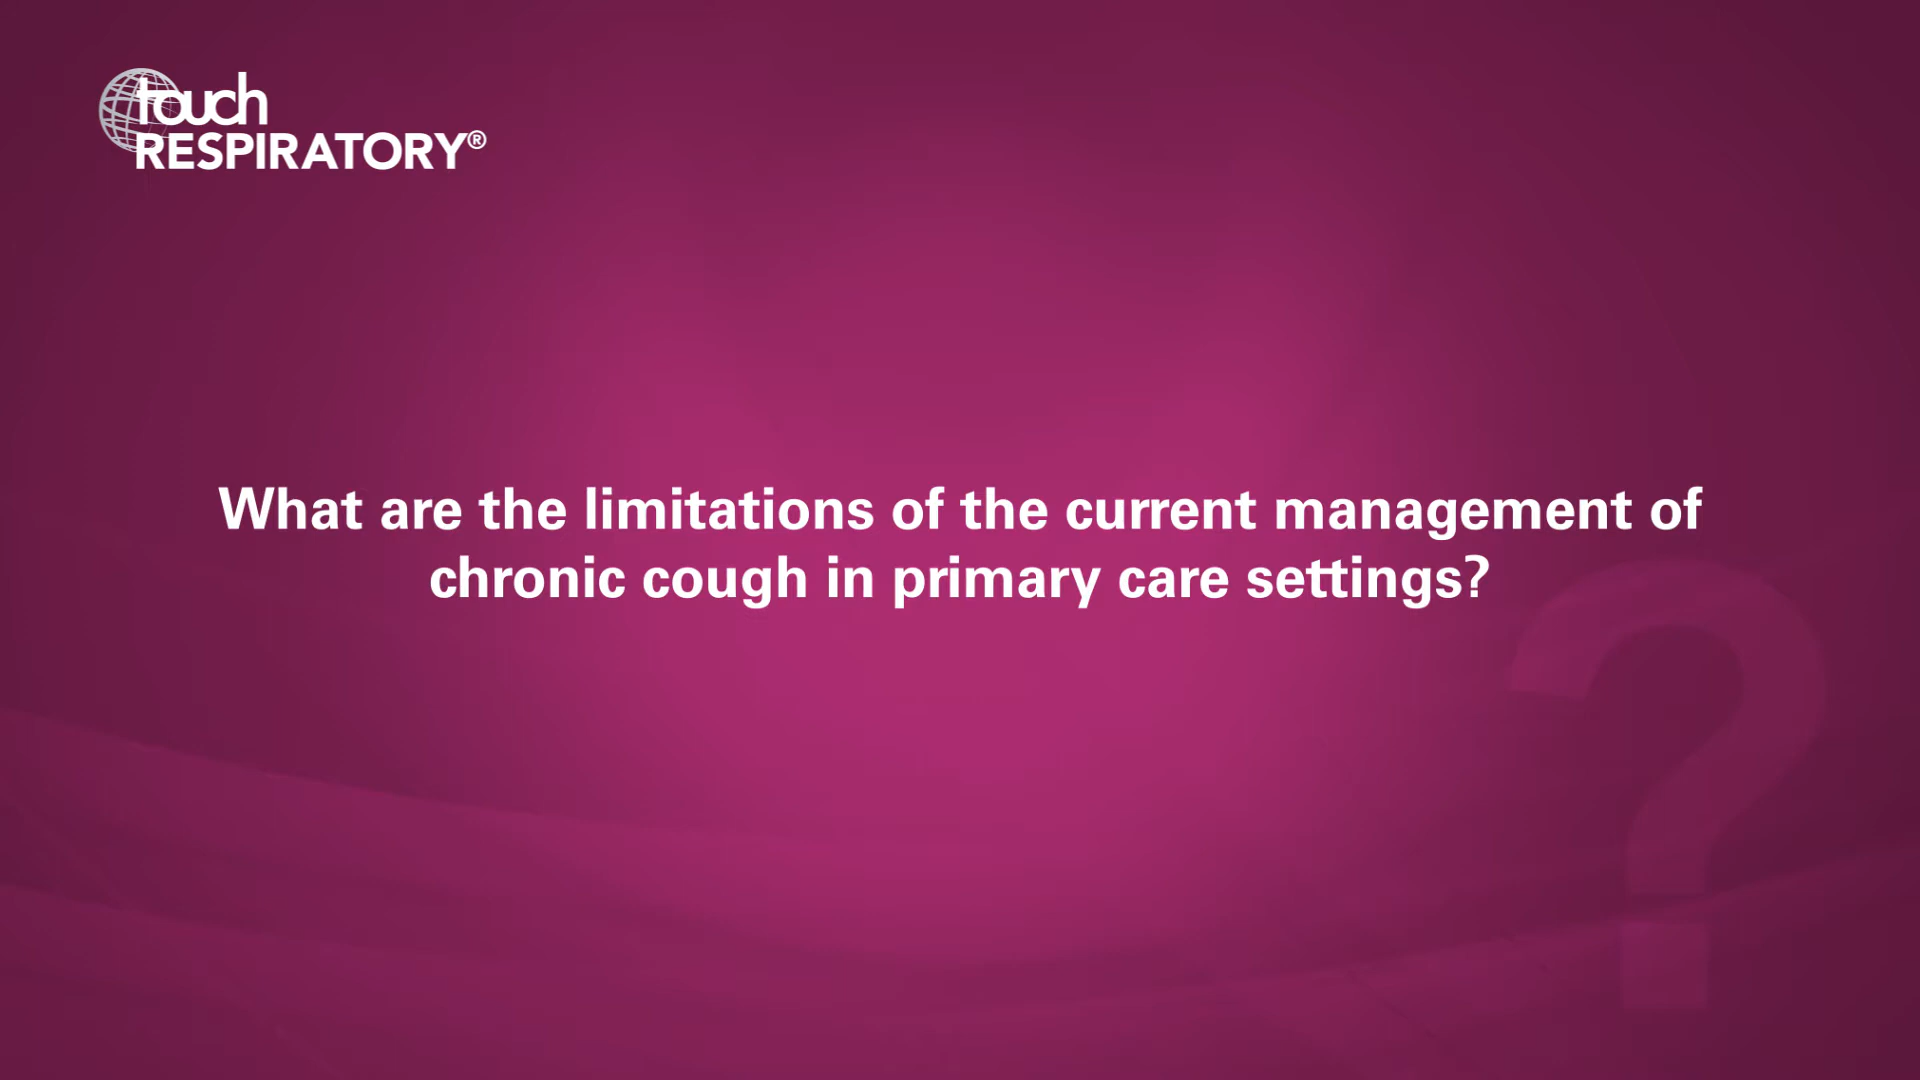 touch
RESPIRATORY®
What are the limitations of the current management of
chronic cough in primary care settings?
?